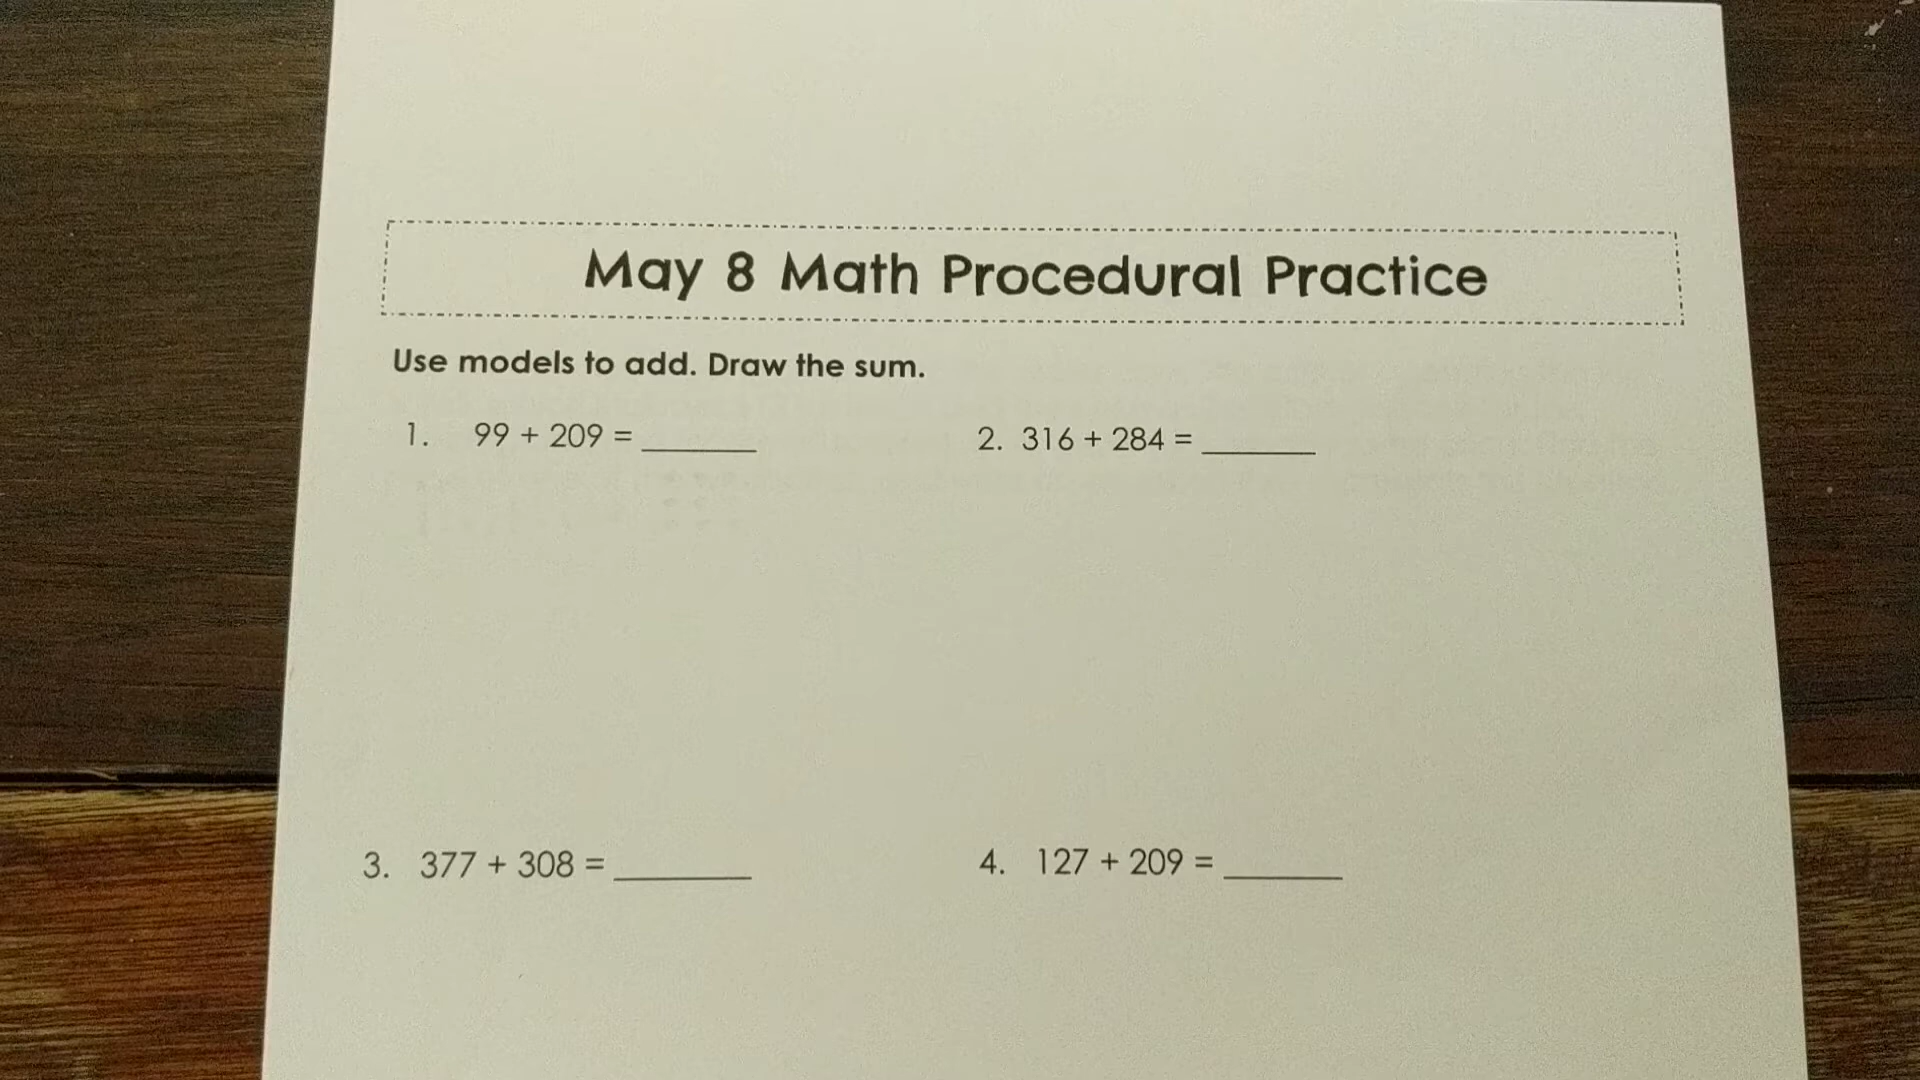 May 8 Math Procedural Practice
Use models to add. Draw the sum.
1. 99 + 209 = ______
2. 316 + 284 = ______
3. 377 + 308 = ______
4. 127 + 209 = ______